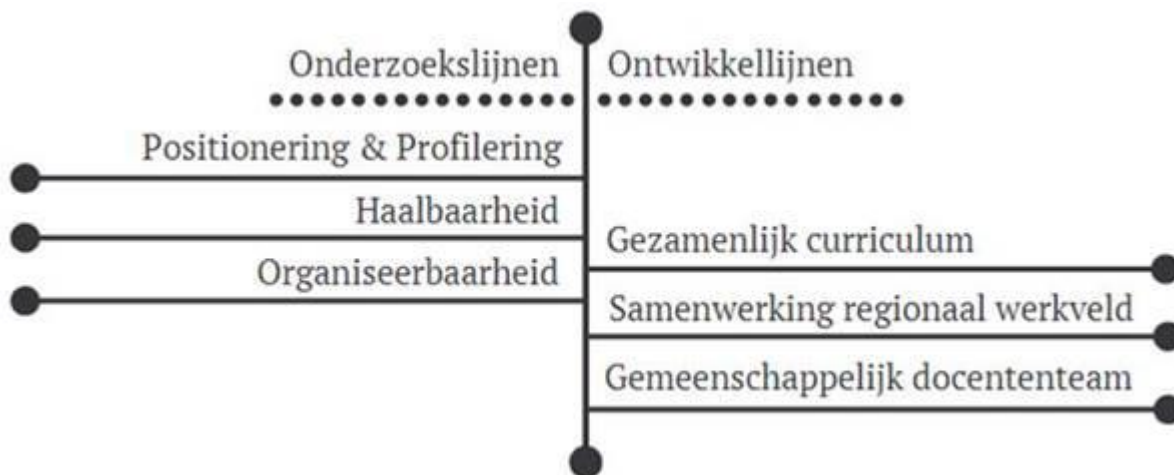 Onderzoekslijnen
Ontwikkellijnen
Positionering & Profilering
Haalbaarheid
Organiseerbaarheid
Gezamenlijk curriculum
Samenwerking regionaal werkveld
Gemeenschappelijk docententeam